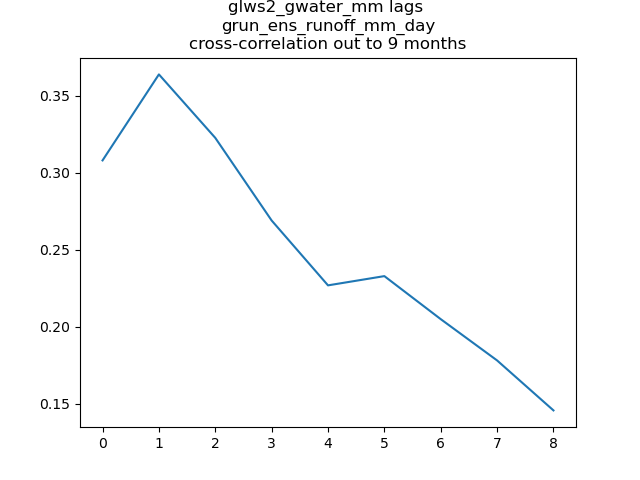 glws2_gwater_mm lags
grun_ens_runoff_mm_day
cross-correlation out to 9 months
0.35
0.30
0.25
0.20
0.15
0 1 2 3 4 5 6 7 8